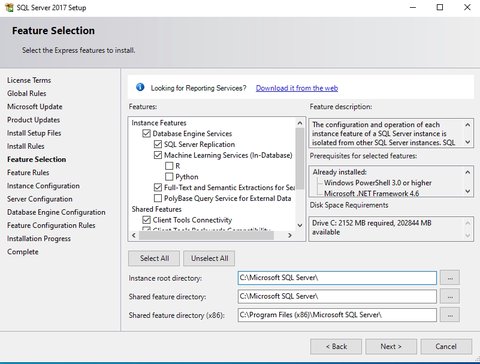 SQL Server 2017 Setup
Feature Selection
Select the Express features to install.
License Terms
Global Rules
Microsoft Update
Product Updates
Install Setup Files
Install Rules
Feature Selection
Feature Rules
Instance Configuration
Server Configuration
Database Engine Configuration
Feature Configuration Rules
Installation Progress
Complete
Looking for Reporting Services? Download it from the web
Features:
Instance Features
Database Engine Services
SQL Server Replication
Machine Learning Services (In-Database)
R
Python
Full-Text and Semantic Extractions for Sea
PolyBase Query Service for External Data
Shared Features
Client Tools Connectivity
Client Tools Backwards Compatibility
Feature description:
The configuration and operation of each
instance feature of a SQL Server instance is
isolated from other SQL Server instances. SQL
Prerequisites for selected features:
Already installed:
Windows PowerShell 3.0 or higher
Microsoft .NET Framework 4.6
Disk Space Requirements
Drive C: 2152 MB required, 202844 MB
available
Select All
Unselect All
Instance root directory: C:\Microsoft SQL Server\ ...
Shared feature directory: C:\Microsoft SQL Server\ ...
Shared feature directory (x86): C:\Program Files (x86)\Microsoft SQL Server\ ...
< Back
Next >
Cancel